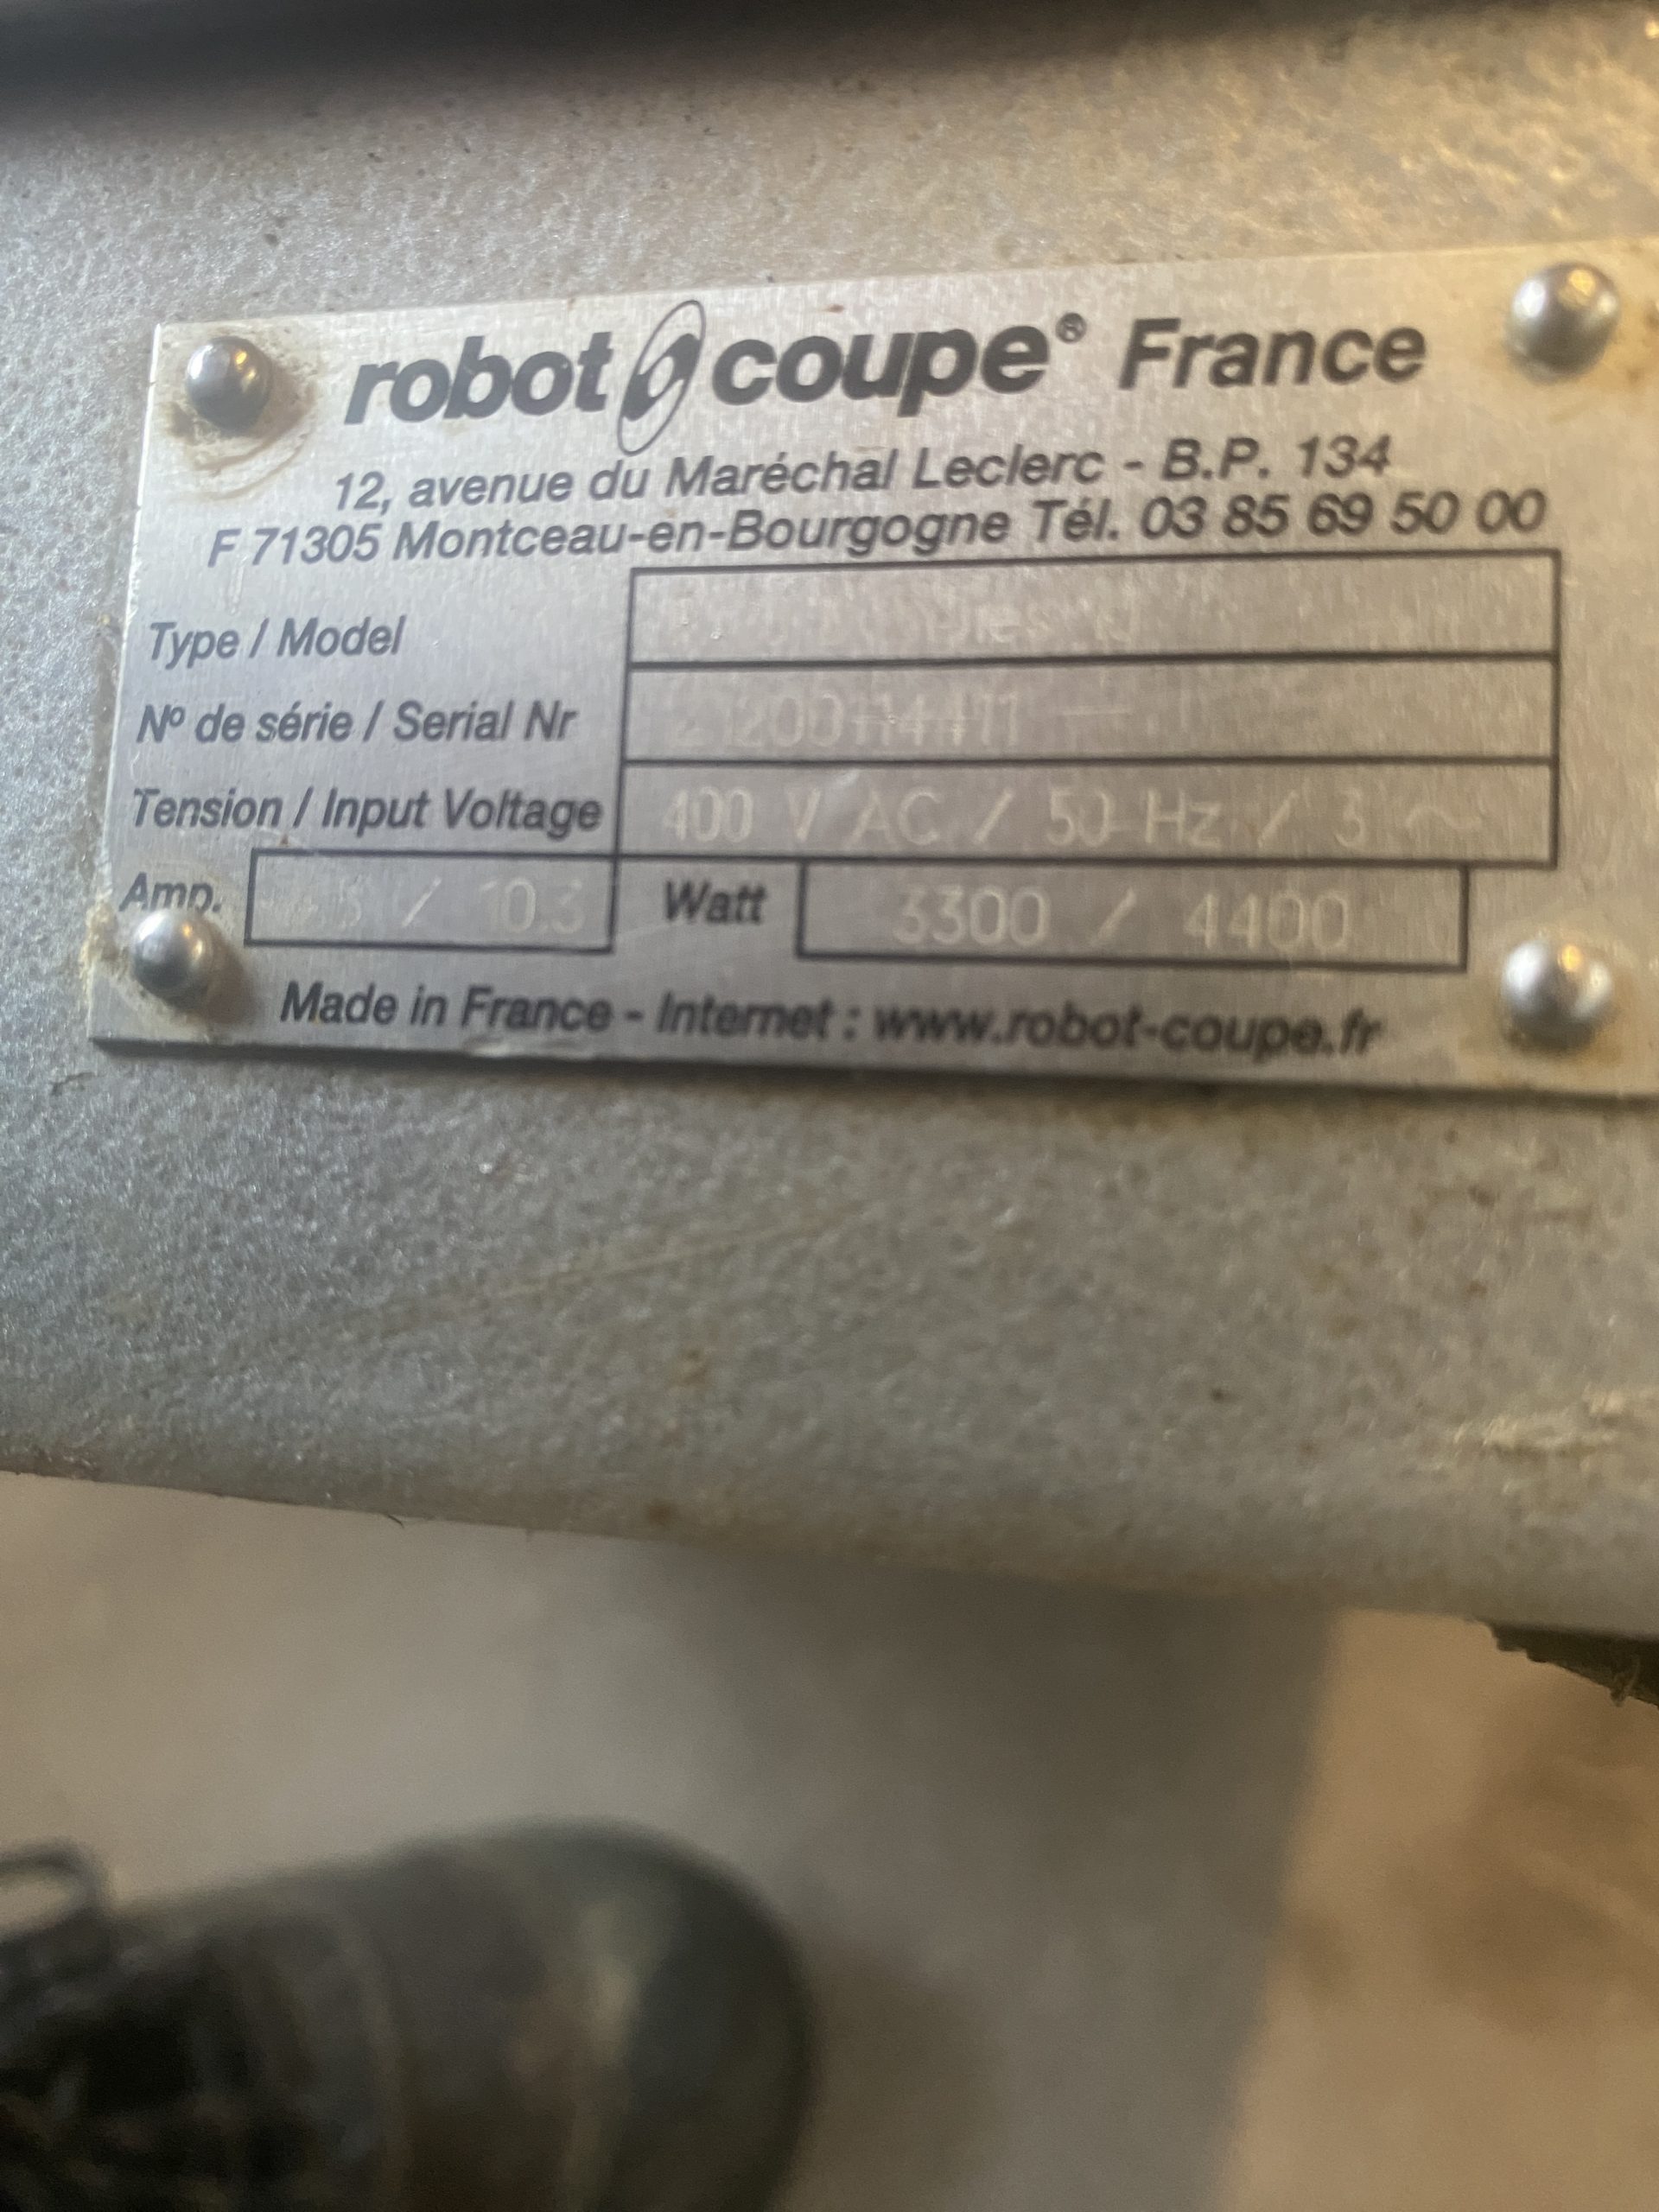 robot coupe® France
12, avenue du Maréchal Leclerc - B.P. 134
F 71305 Montceau-en-Bourgogne Tél. 03 85 69 50 00
Type / Model
Nº de série / Serial Nr
Tension / Input Voltage 400 V AC / 50 Hz / 3 ~
Amp. / 10.3 Watt 3300 / 4400
Made in France - Internet : www.robot-coupe.fr